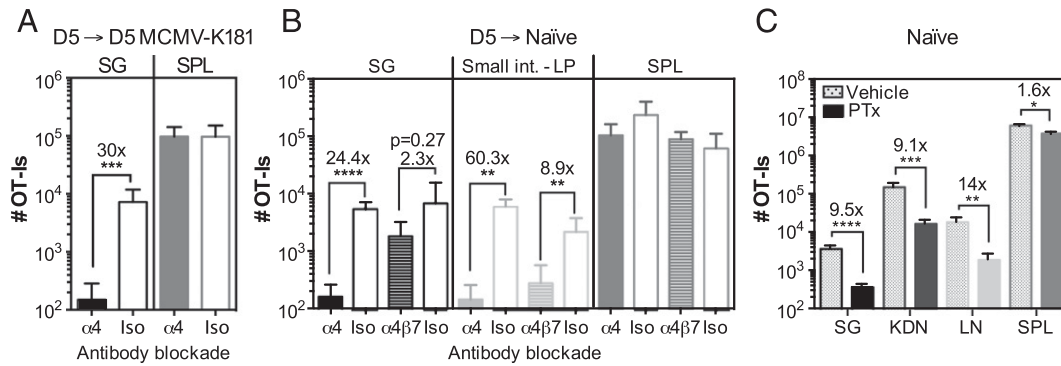 A
D5 → D5 MCMV-K181
SG SPL
# OT-Is
10⁶
10⁵
10⁴
10³
10²
30x
***
α4 Iso α4 Iso
Antibody blockade
B
D5 → Naïve
SG Small int. - LP SPL
# OT-Is
10⁶
10⁵
10⁴
10³
10²
24.4x
****
p=0.27
2.3x
60.3x
**
8.9x
**
α4 Iso α4β7 Iso α4 Iso α4β7 Iso α4 Iso α4β7 Iso
Antibody blockade
C
Naïve
Vehicle
PTx
# OT-Is
10⁸
10⁷
10⁶
10⁵
10⁴
10³
10²
9.5x
****
9.1x
***
14x
**
1.6x
*
SG KDN LN SPL